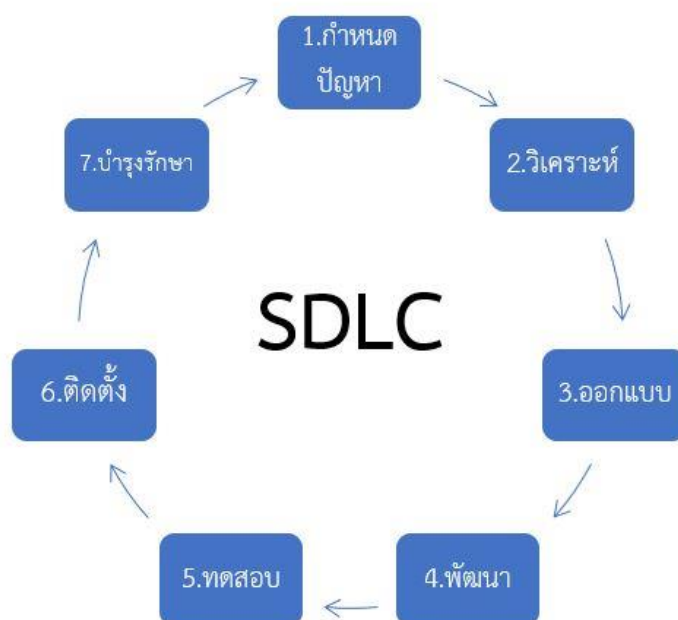 1.กำหนด
ปัญหา
2.วิเคราะห์
3.ออกแบบ
4.พัฒนา
5.ทดสอบ
6.ติดตั้ง
7.บำรุงรักษา
SDLC